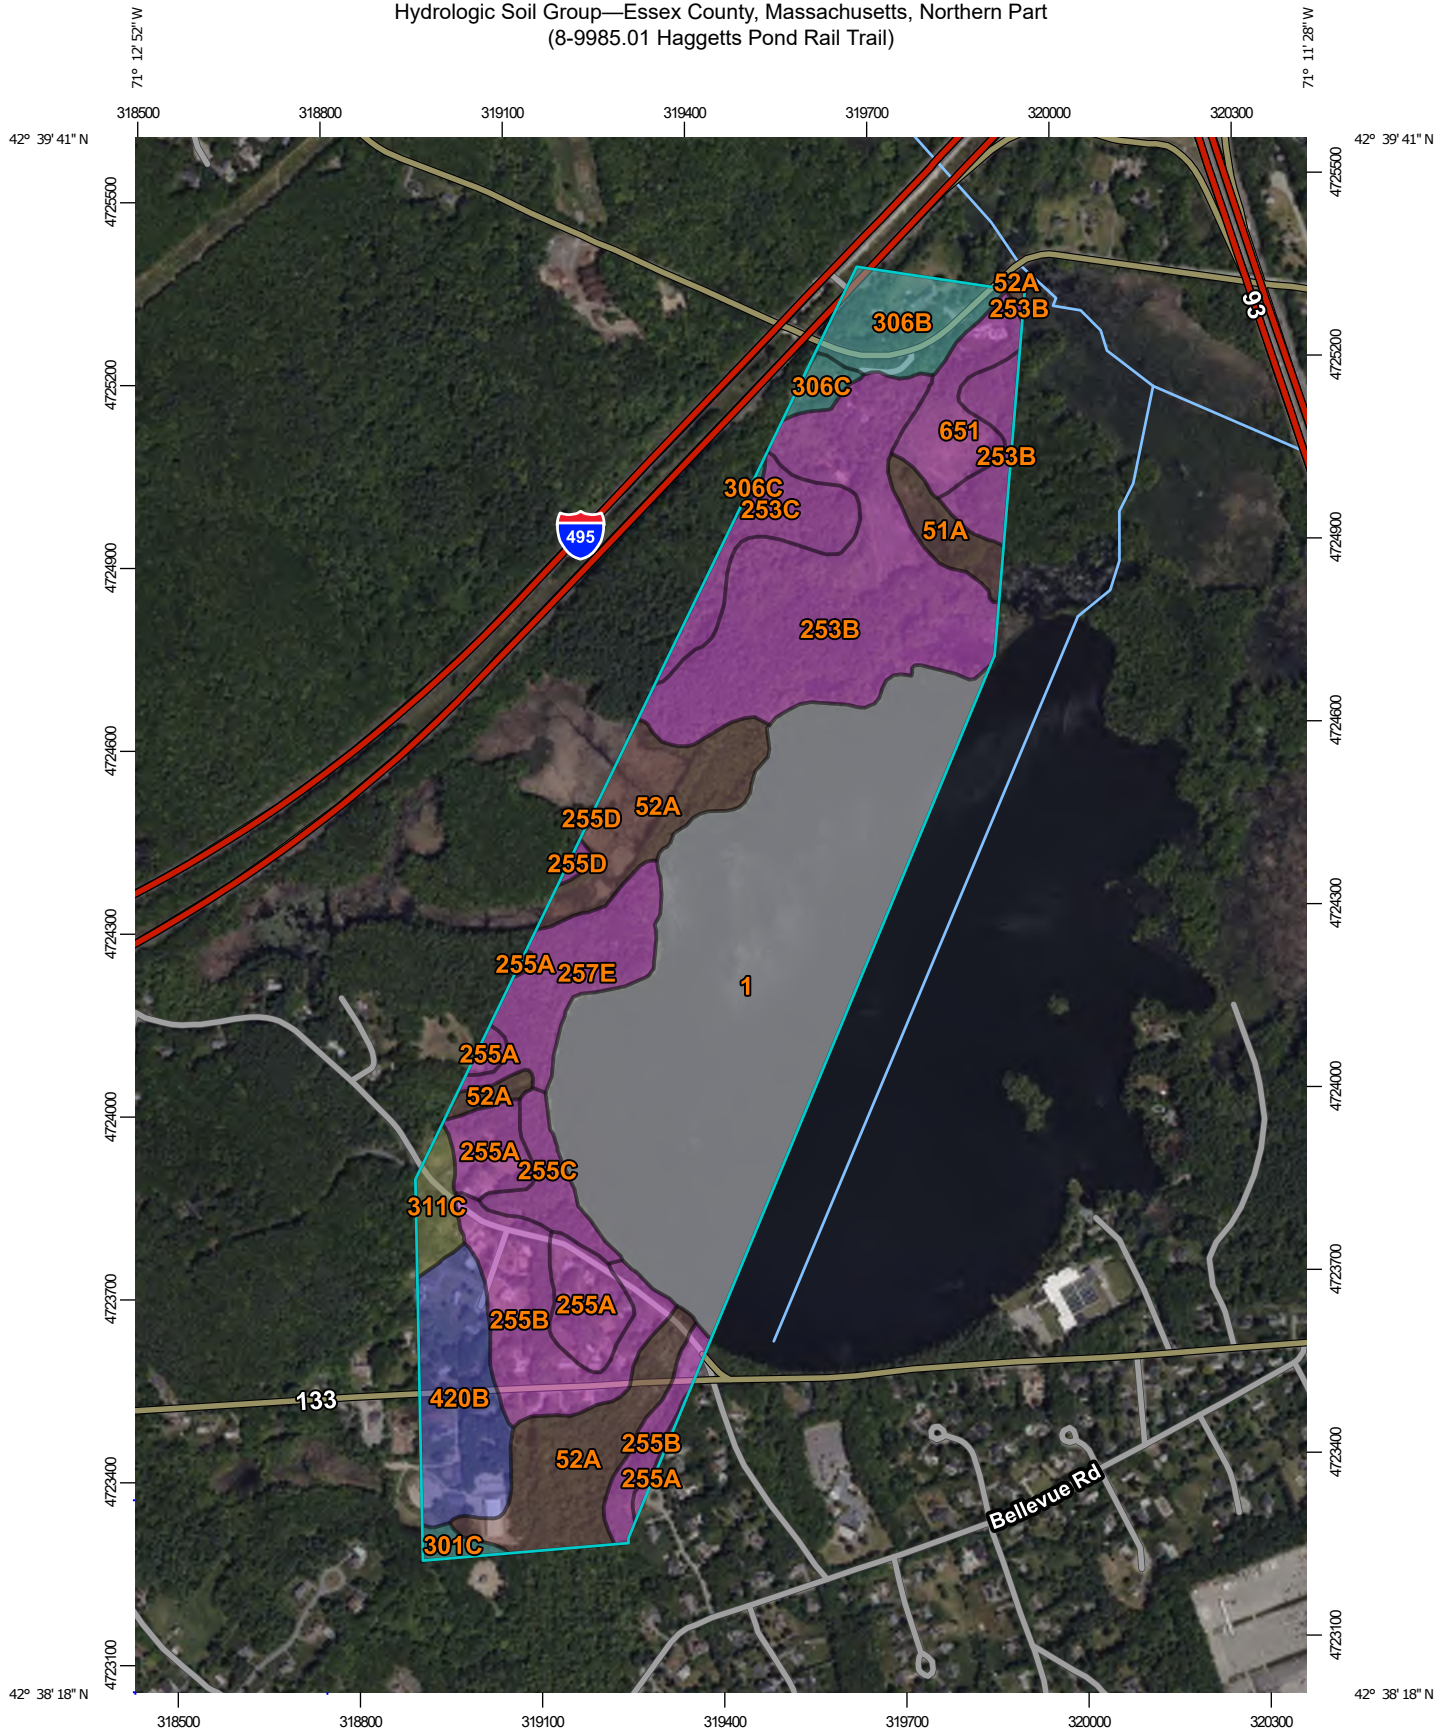 Hydrologic Soil Group—Essex County, Massachusetts, Northern Part
(8-9985.01 Haggetts Pond Rail Trail)
71° 12' 52'' W
71° 11' 28'' W
318500
318800
319100
319400
319700
320000
320300
42° 39' 41'' N
42° 39' 41'' N
4725500
4725500
52A
253B
306B
93
4725200
4725200
306C
651
253B
306C
253C
495
51A
4724900
4724900
253B
4724600
4724600
52A
255D
255D
4724300
4724300
255A
257E
1
255A
52A
4724000
4724000
255A
255C
311C
4723700
4723700
255A
255B
133
420B
255B
52A
255A
4723400
4723400
Bellevue Rd
301C
4723100
4723100
42° 38' 18'' N
42° 38' 18'' N
318500
318800
319100
319400
319700
320000
320300